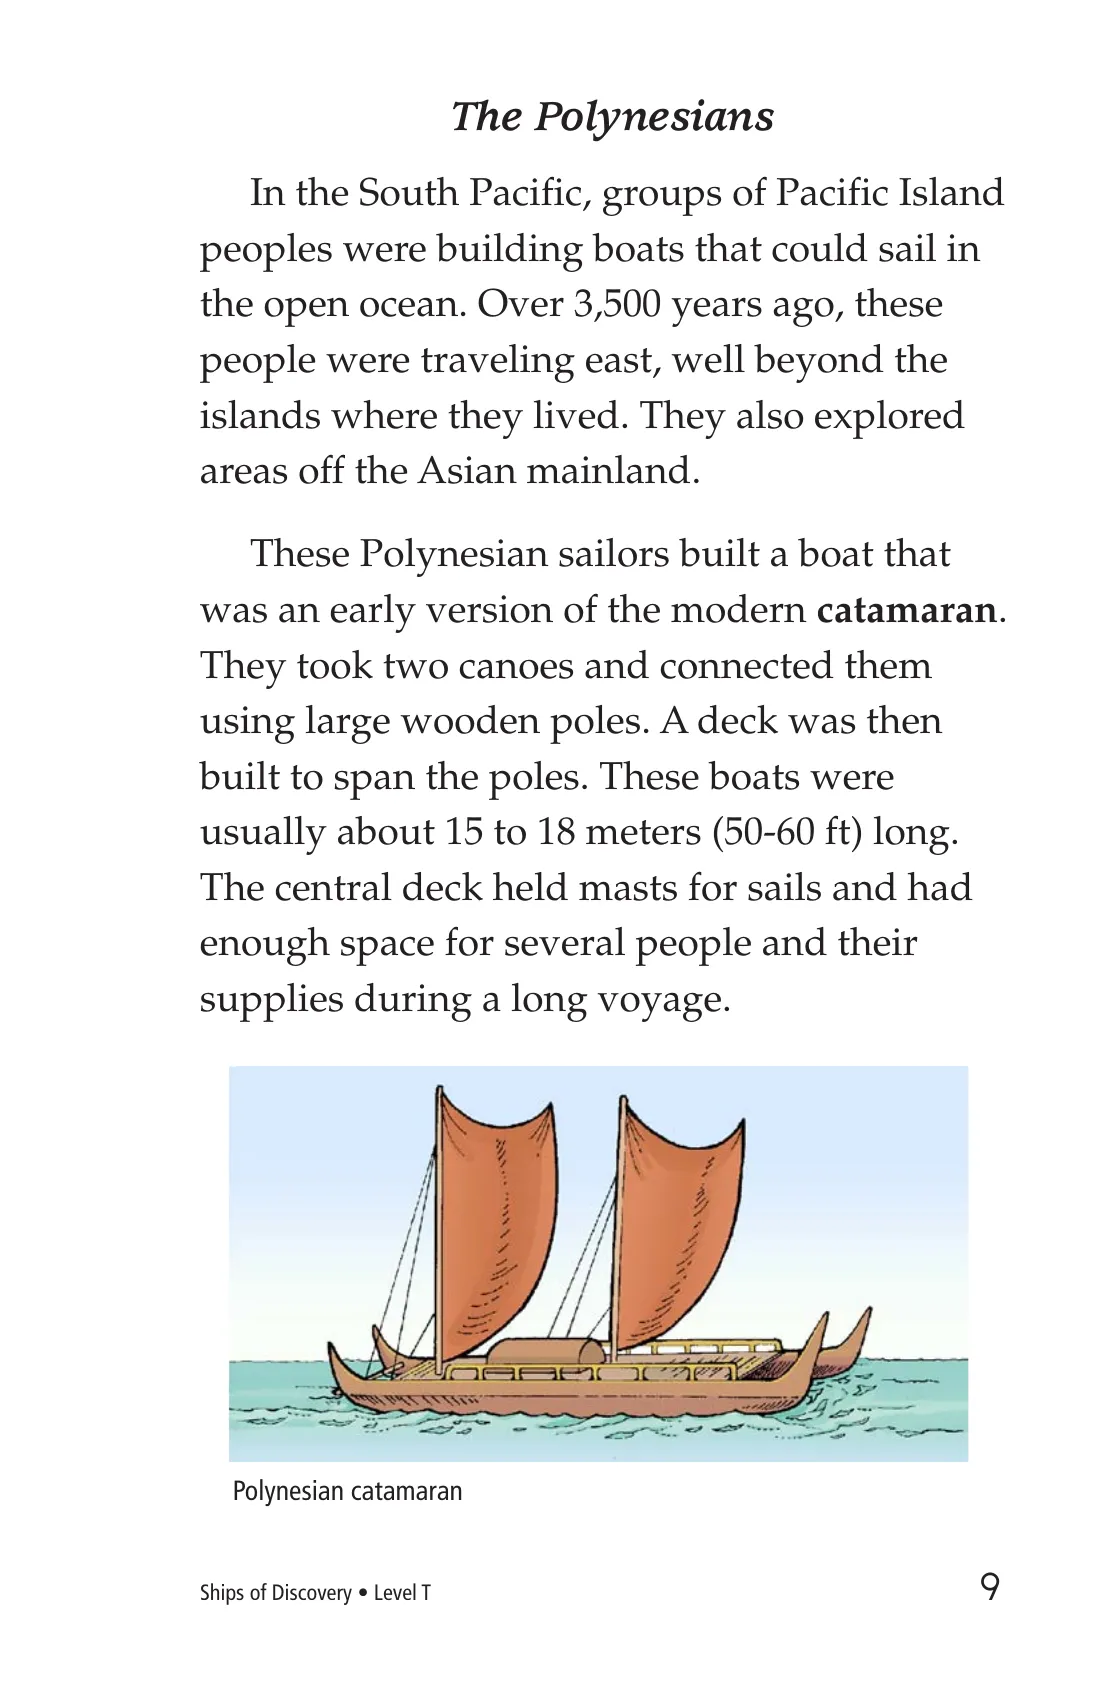 The Polynesians
In the South Pacific, groups of Pacific Island
peoples were building boats that could sail in
the open ocean. Over 3,500 years ago, these
people were traveling east, well beyond the
islands where they lived. They also explored
areas off the Asian mainland.
These Polynesian sailors built a boat that
was an early version of the modern catamaran.
They took two canoes and connected them
using large wooden poles. A deck was then
built to span the poles. These boats were
usually about 15 to 18 meters (50-60 ft) long.
The central deck held masts for sails and had
enough space for several people and their
supplies during a long voyage.
Polynesian catamaran
Ships of Discovery • Level T
9